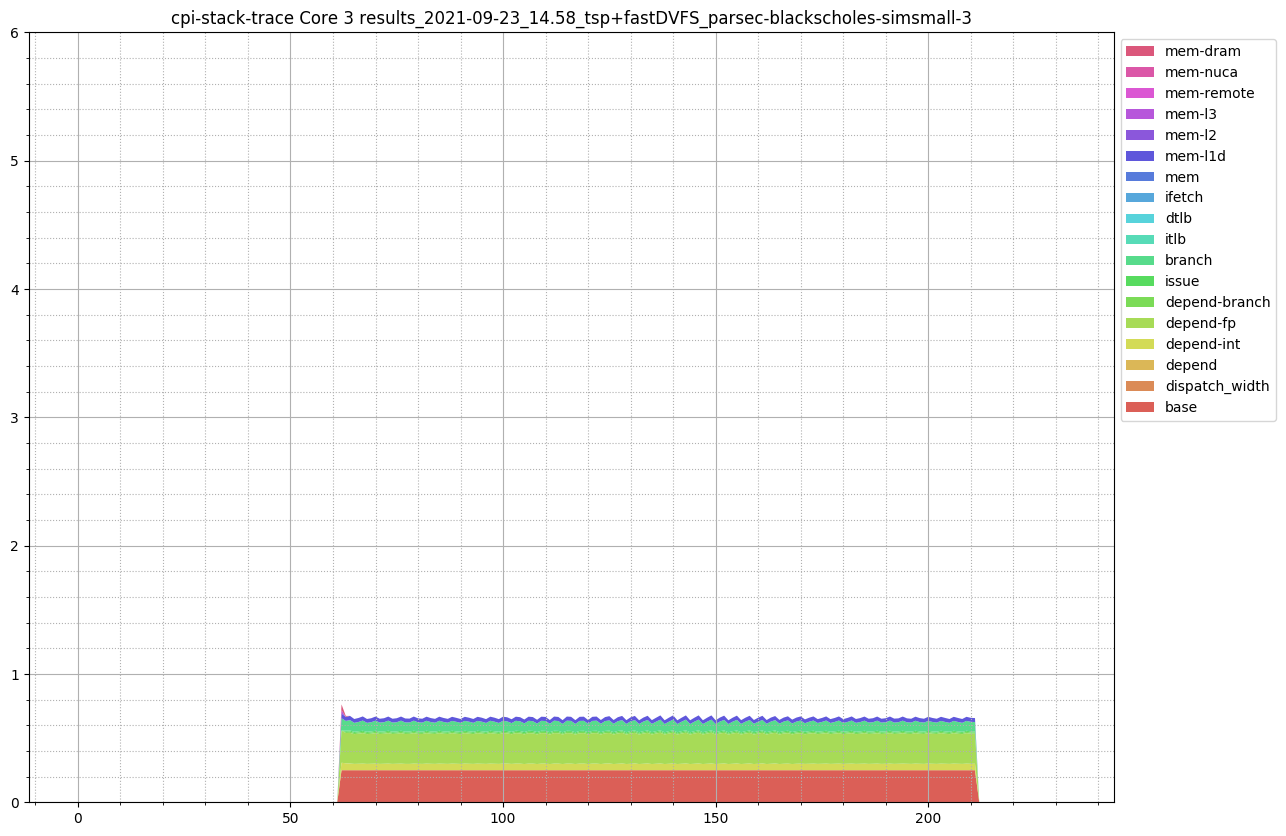 cpi-stack-trace Core 3 results_2021-09-23_14.58_tsp+fastDVFS_parsec-blackscholes-simsmall-3
6
5
4
3
2
1
0
0 50 100 150 200
mem-dram
mem-nuca
mem-remote
mem-l3
mem-l2
mem-l1d
mem
ifetch
dtlb
itlb
branch
issue
depend-branch
depend-fp
depend-int
depend
dispatch_width
base